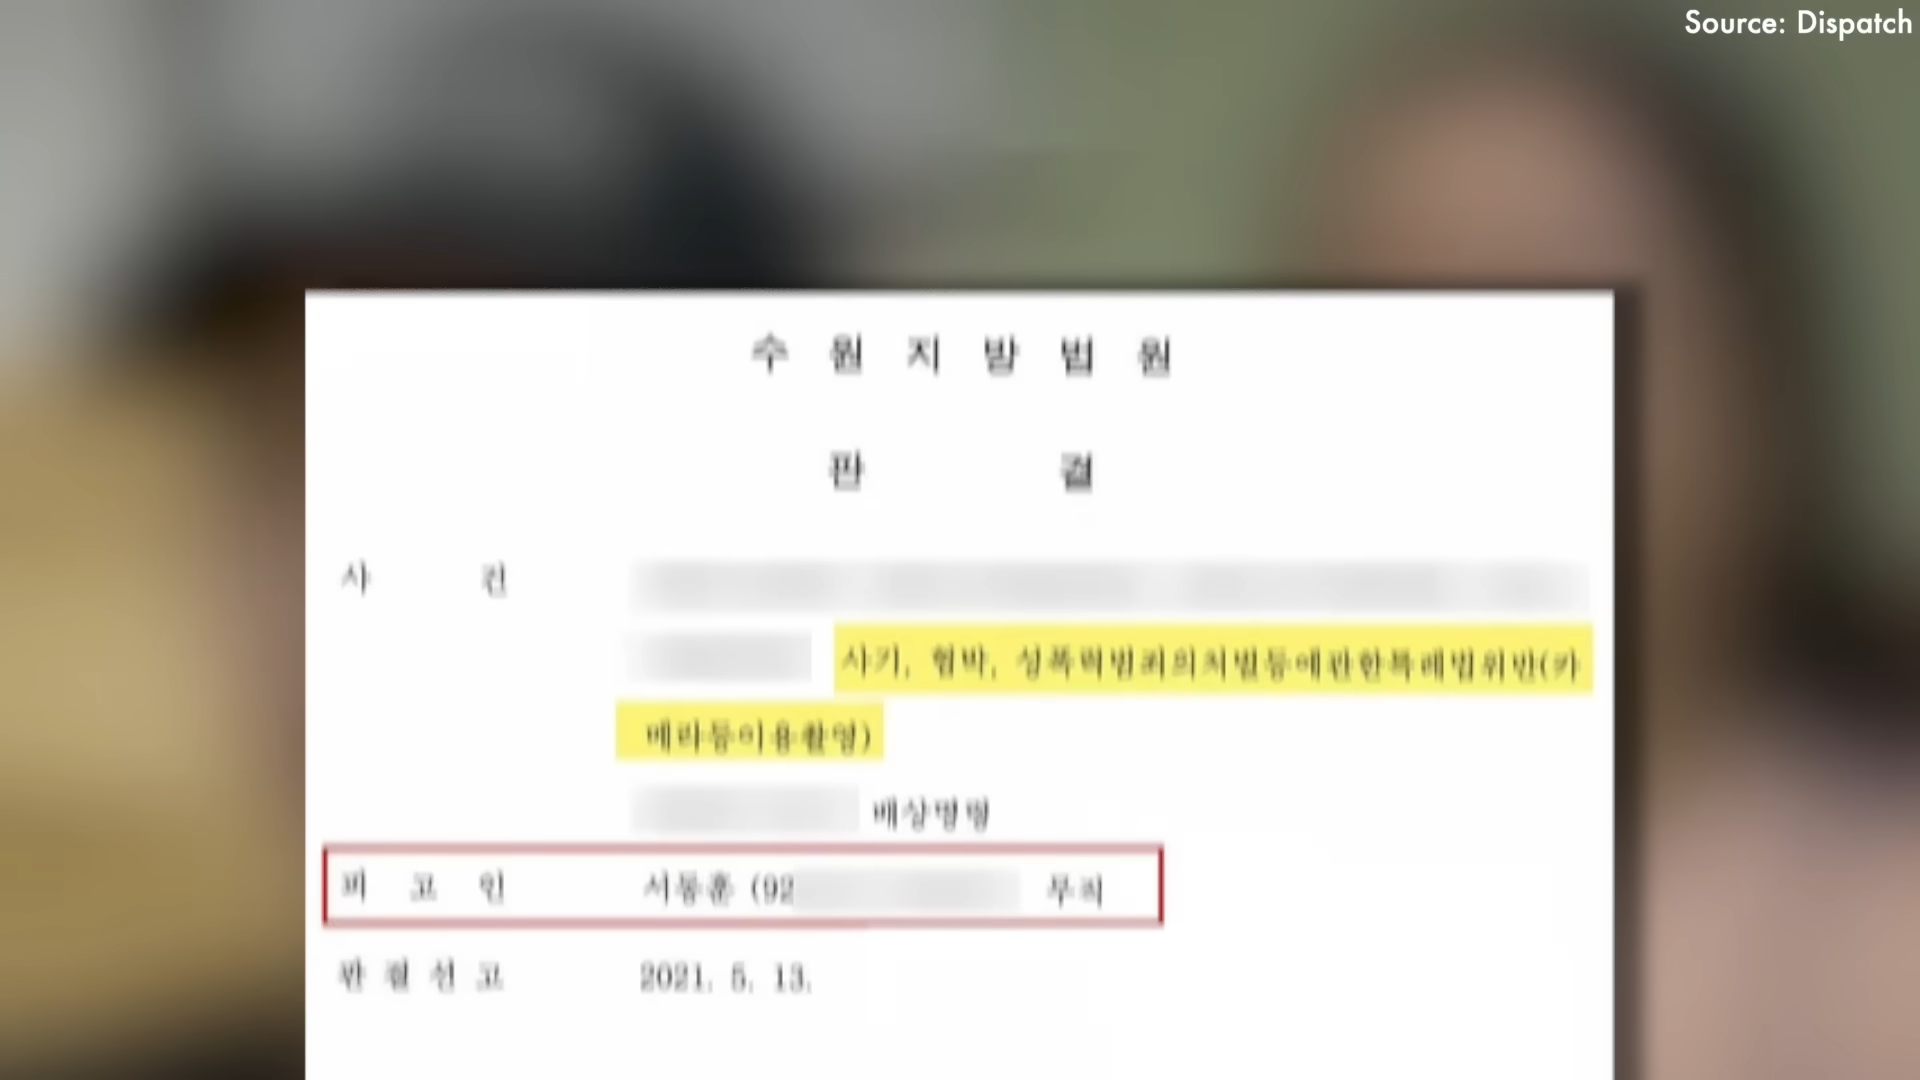 Source: Dispatch
수 원 지 방 법 원
판 결
사 건
사기, 협박, 성폭력범죄의처벌등에관한특례법위반(카
메라등이용촬영)
배상명령
피 고 인 서동훈 (92 무직
판 결 선 고 2021. 5. 13.